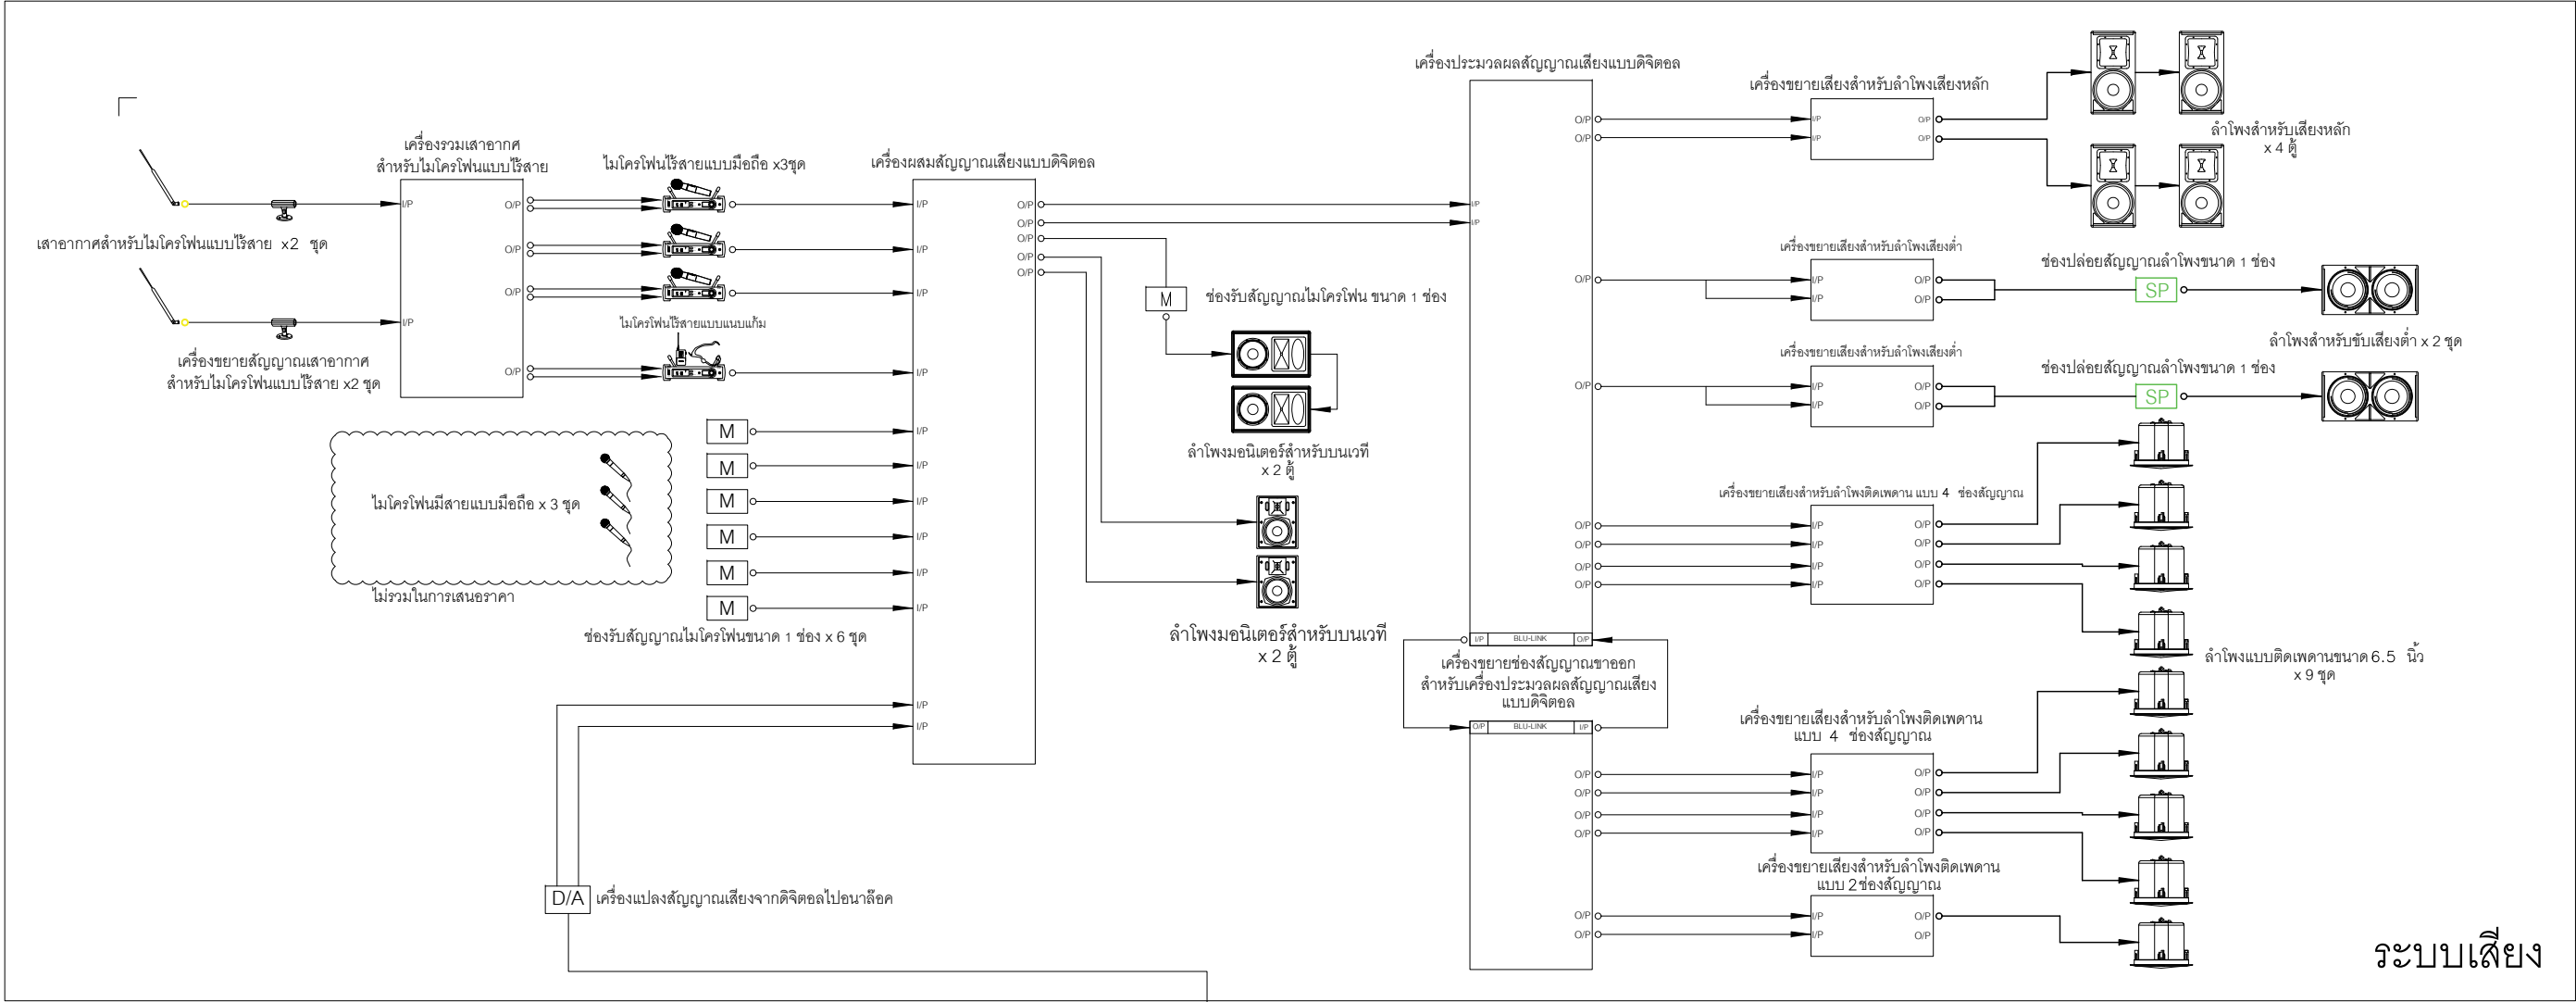 เครื่องรวมเสาอากาศ
สำหรับไมโครโฟนแบบไร้สาย
I/P
I/P
O/P
O/P
O/P
O/P
เสาอากาศสำหรับไมโครโฟนแบบไร้สาย x2 ชุด
เครื่องขยายสัญญาณเสาอากาศ
สำหรับไมโครโฟนแบบไร้สาย x2 ชุด
ไมโครโฟนไร้สายแบบมือถือ x3ชุด
ไมโครโฟนไร้สายแบบแนบแก้ม
ไมโครโฟนมีสายแบบมือถือ x 3 ชุด
ไม่รวมในการเสนอราคา
M
M
M
M
M
M
ช่องรับสัญญาณไมโครโฟนขนาด 1 ช่อง x 6 ชุด
D/A
เครื่องแปลงสัญญาณเสียงจากดิจิตอลไปอนาล๊อค
เครื่องผสมสัญญาณเสียงแบบดิจิตอล
I/P
I/P
I/P
I/P
I/P
I/P
I/P
I/P
I/P
I/P
I/P
I/P
O/P
O/P
O/P
O/P
O/P
M
ช่องรับสัญญาณไมโครโฟน ขนาด 1 ช่อง
ลำโพงมอนิเตอร์สำหรับบนเวที
x 2 ตู้
ลำโพงมอนิเตอร์สำหรับบนเวที
x 2 ตู้
เครื่องประมวลผลสัญญาณเสียงแบบดิจิตอล
I/P
I/P
O/P
O/P
O/P
O/P
O/P
O/P
O/P
O/P
I/P BLU-LINK O/P
เครื่องขยายช่องสัญญาณขาออก
สำหรับเครื่องประมวลผลสัญญาณเสียง
แบบดิจิตอล
O/P BLU-LINK I/P
O/P
O/P
O/P
O/P
O/P
O/P
เครื่องขยายเสียงสำหรับลำโพงเสียงหลัก
I/P O/P
I/P O/P
ลำโพงสำหรับเสียงหลัก
x 4 ตู้
เครื่องขยายเสียงสำหรับลำโพงเสียงต่ำ
I/P O/P
I/P O/P
ช่องปล่อยสัญญาณลำโพงขนาด 1 ช่อง
SP
ลำโพงสำหรับขับเสียงต่ำ x 2 ชุด
เครื่องขยายเสียงสำหรับลำโพงเสียงต่ำ
I/P O/P
I/P O/P
ช่องปล่อยสัญญาณลำโพงขนาด 1 ช่อง
SP
เครื่องขยายเสียงสำหรับลำโพงติดเพดาน แบบ 4 ช่องสัญญาณ
I/P O/P
I/P O/P
I/P O/P
I/P O/P
ลำโพงแบบติดเพดานขนาด 6.5 นิ้ว
x 9 ชุด
เครื่องขยายเสียงสำหรับลำโพงติดเพดาน
แบบ 4 ช่องสัญญาณ
I/P O/P
I/P O/P
I/P O/P
I/P O/P
เครื่องขยายเสียงสำหรับลำโพงติดเพดาน
แบบ 2 ช่องสัญญาณ
I/P O/P
I/P O/P
ระบบเสียง